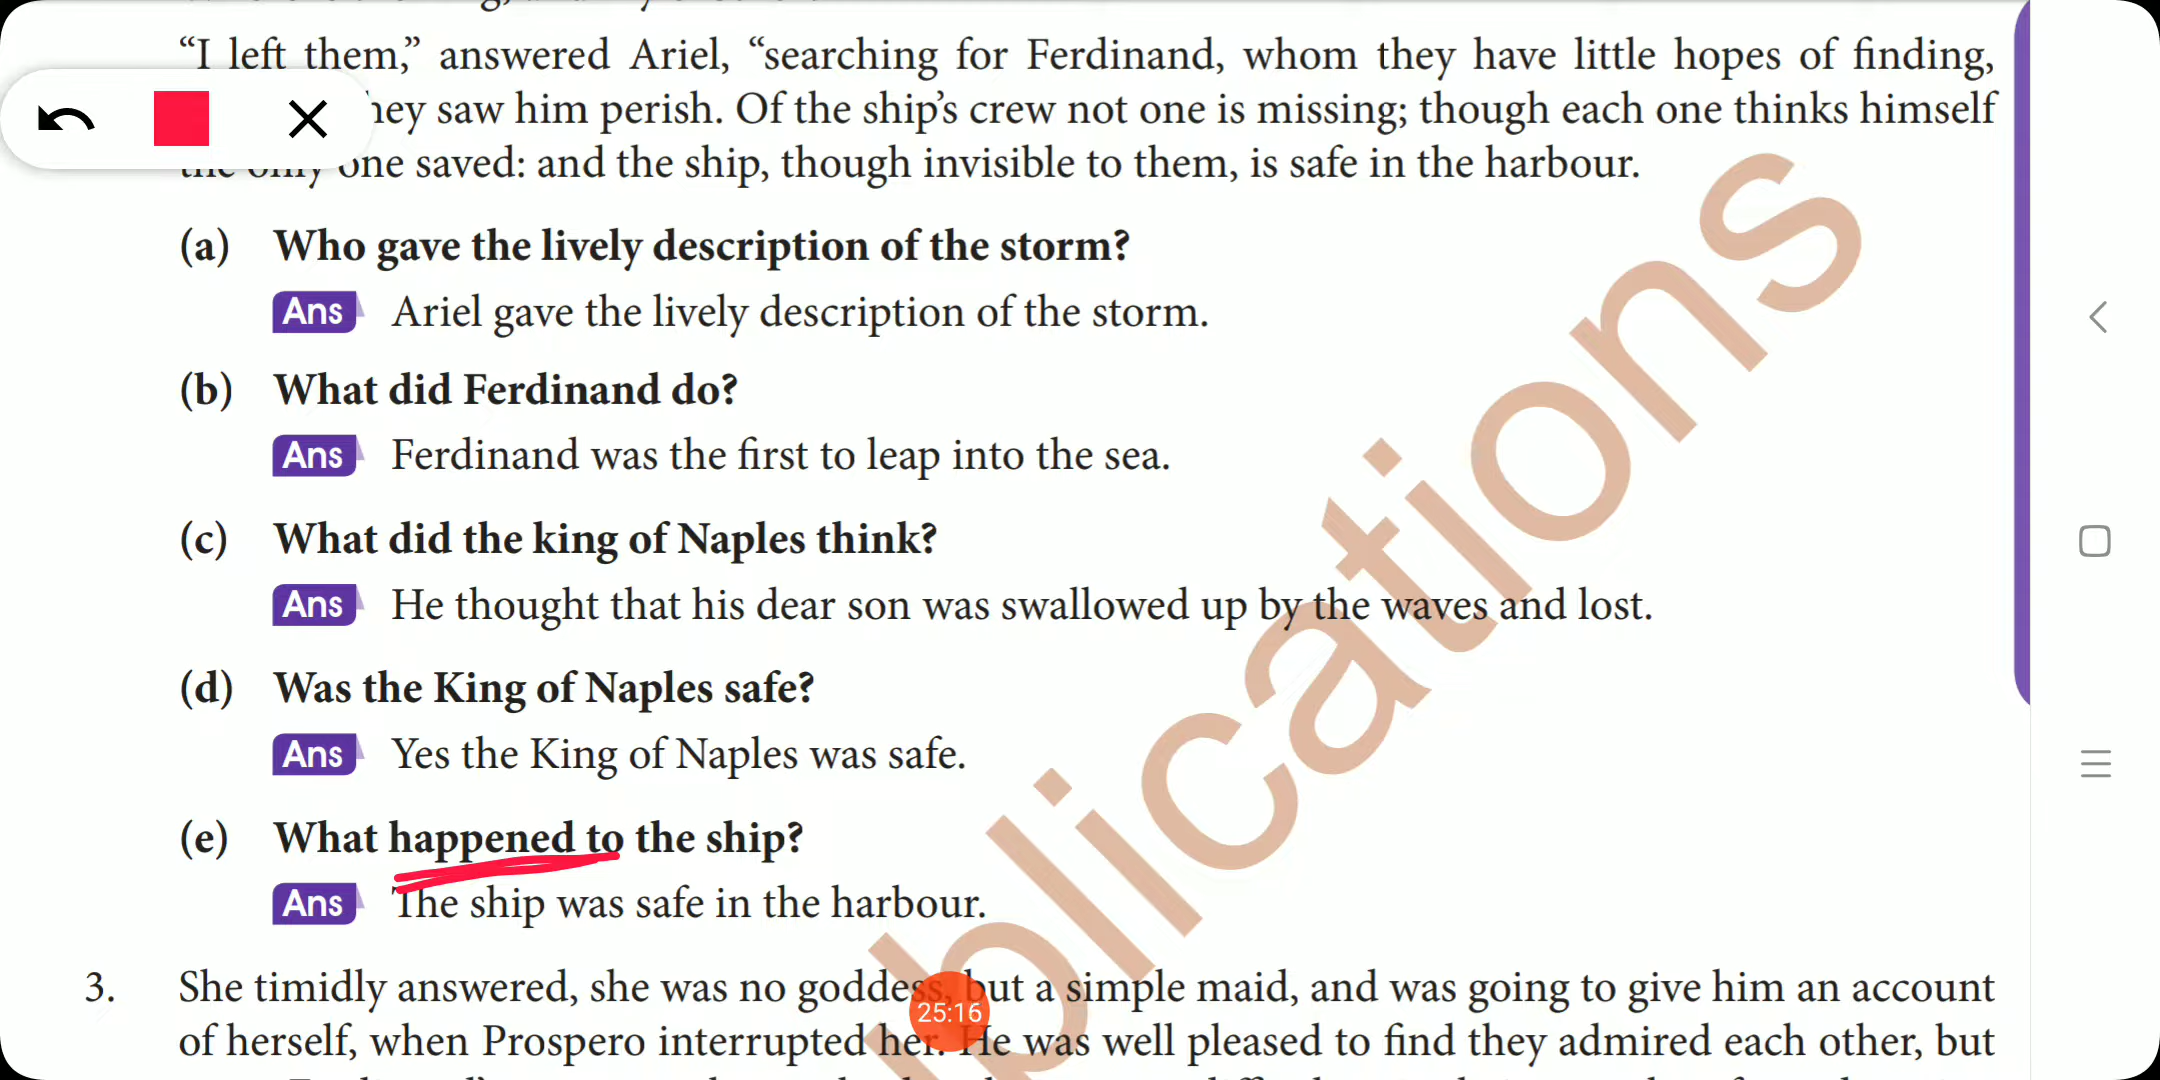 “I left them,” answered Ariel, “searching for Ferdinand, whom they have little hopes of finding,
hey saw him perish. Of the ship’s crew not one is missing; though each one thinks himself
the only one saved: and the ship, though invisible to them, is safe in the harbour.
(a) Who gave the lively description of the storm?
Ans Ariel gave the lively description of the storm.
(b) What did Ferdinand do?
Ans Ferdinand was the first to leap into the sea.
(c) What did the king of Naples think?
Ans He thought that his dear son was swallowed up by the waves and lost.
(d) Was the King of Naples safe?
Ans Yes the King of Naples was safe.
(e) What happened to the ship?
Ans The ship was safe in the harbour.
3. She timidly answered, she was no goddess, but a simple maid, and was going to give him an account
25:16
of herself, when Prospero interrupted her. He was well pleased to find they admired each other, but
blications